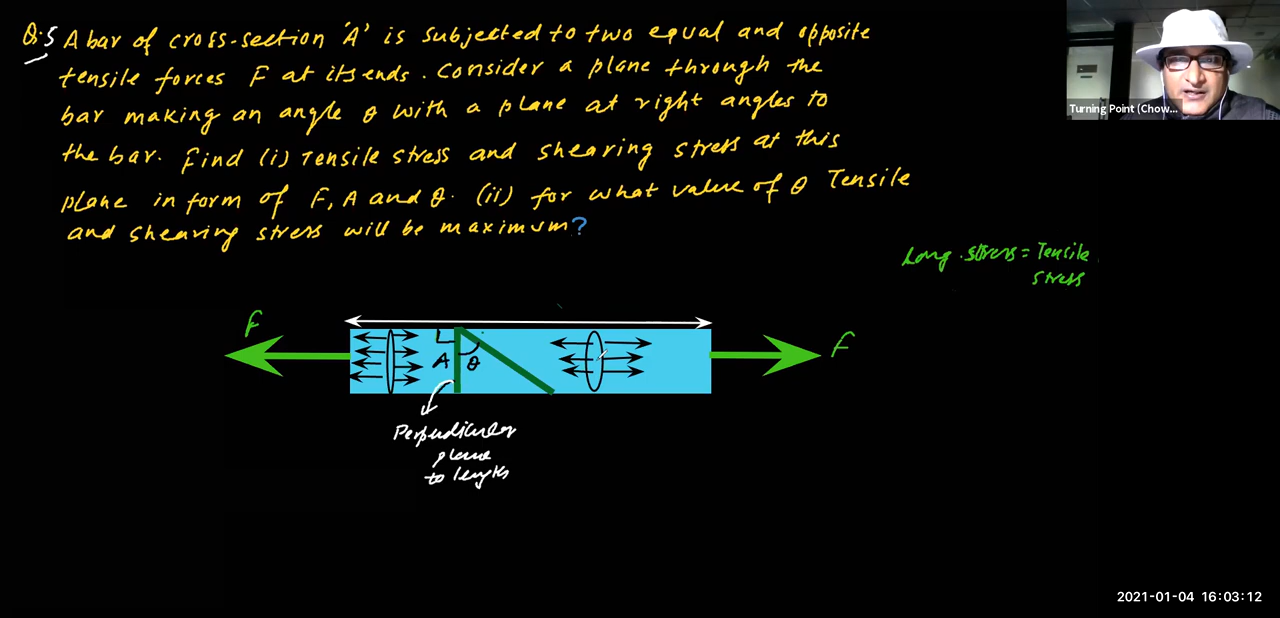 Q.5 A bar of cross-section 'A' is subjected to two equal and opposite
tensile forces F at its ends. Consider a plane through the
bar making an angle θ with a plane at right angles to
the bar. Find (i) Tensile stress and shearing stress at this
plane in form of F, A and θ. (ii) for what value of θ Tensile
and shearing stress will be maximum?
Long. stress = Tensile
stress
F
F
A θ
Perpendicular
plane
to length
Turning Point (Chow...
2021-01-04 16:03:12